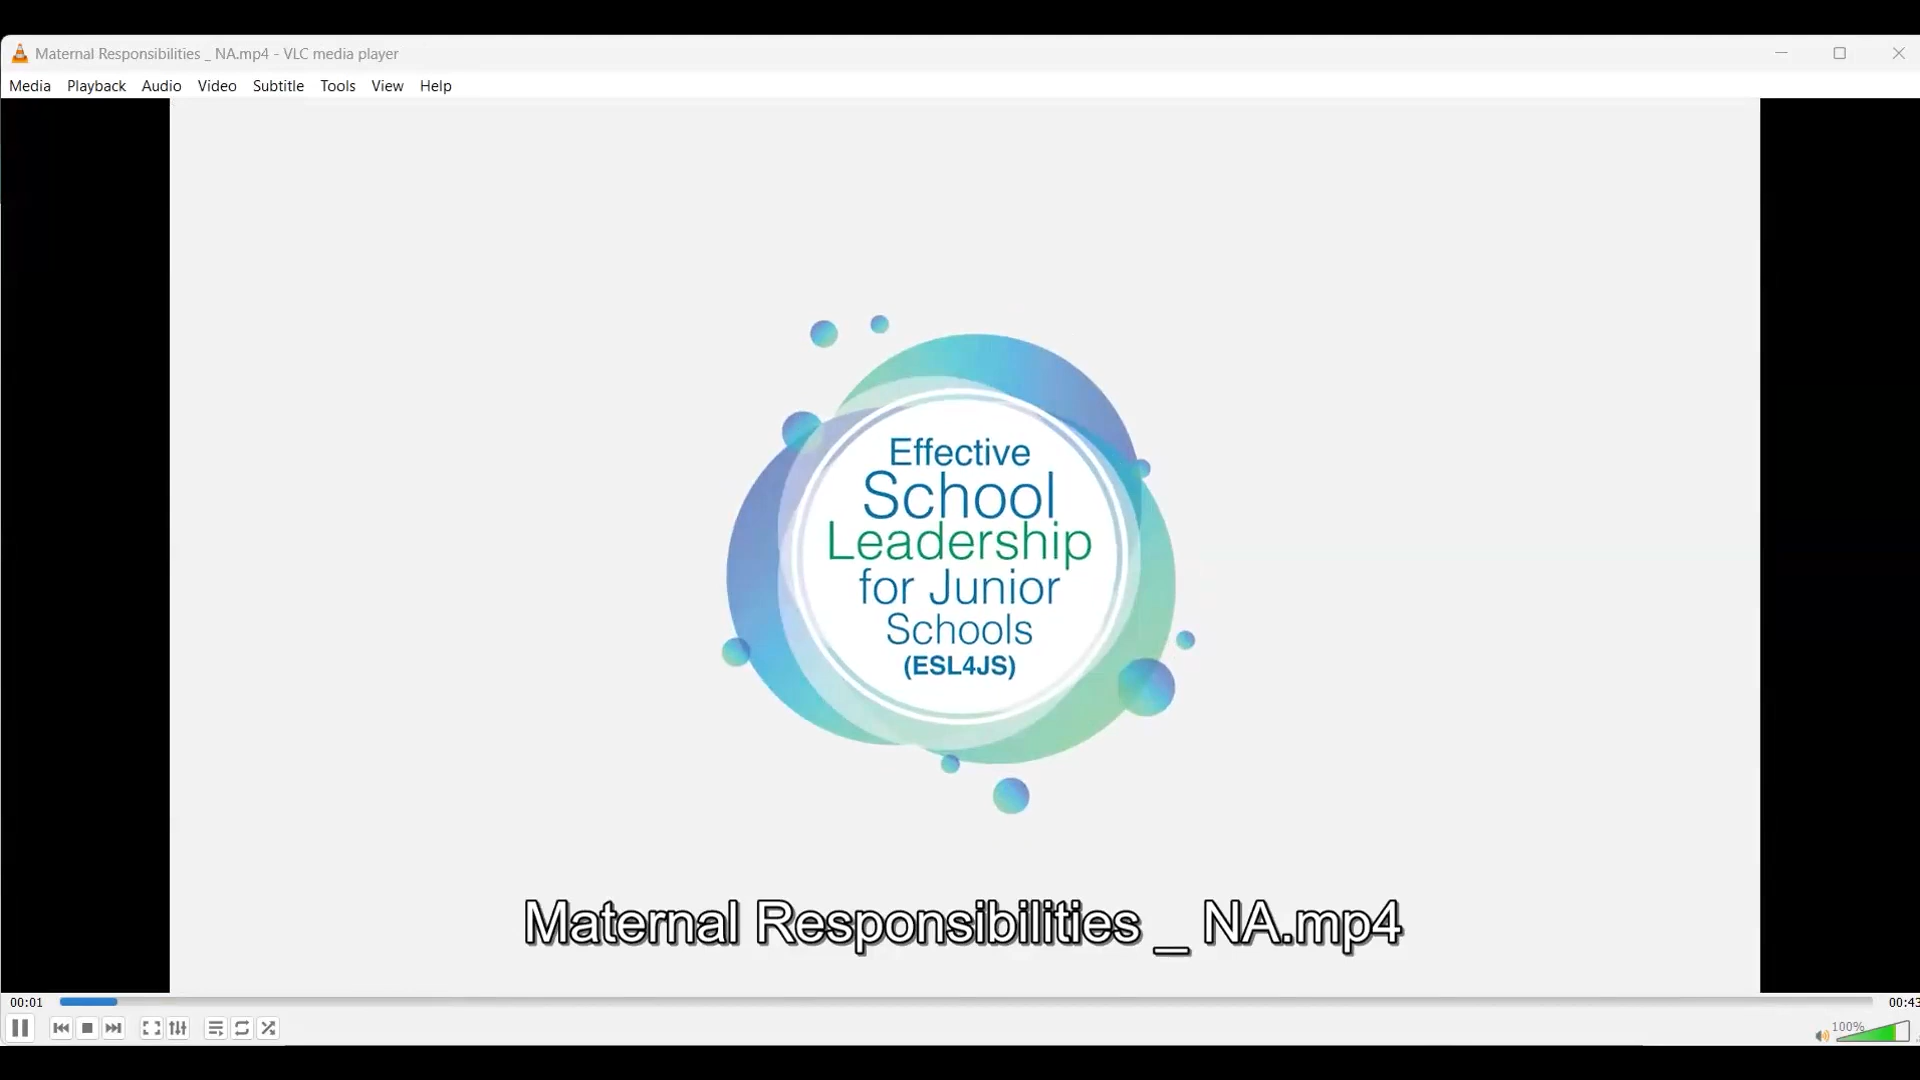 Maternal Responsibilities _ NA.mp4 - VLC media player
Media Playback Audio Video Subtitle Tools View Help
Effective
School
Leadership
for Junior
Schools
(ESL4JS)
Maternal Responsibilities _ NA.mp4
00:01 00:43
100%